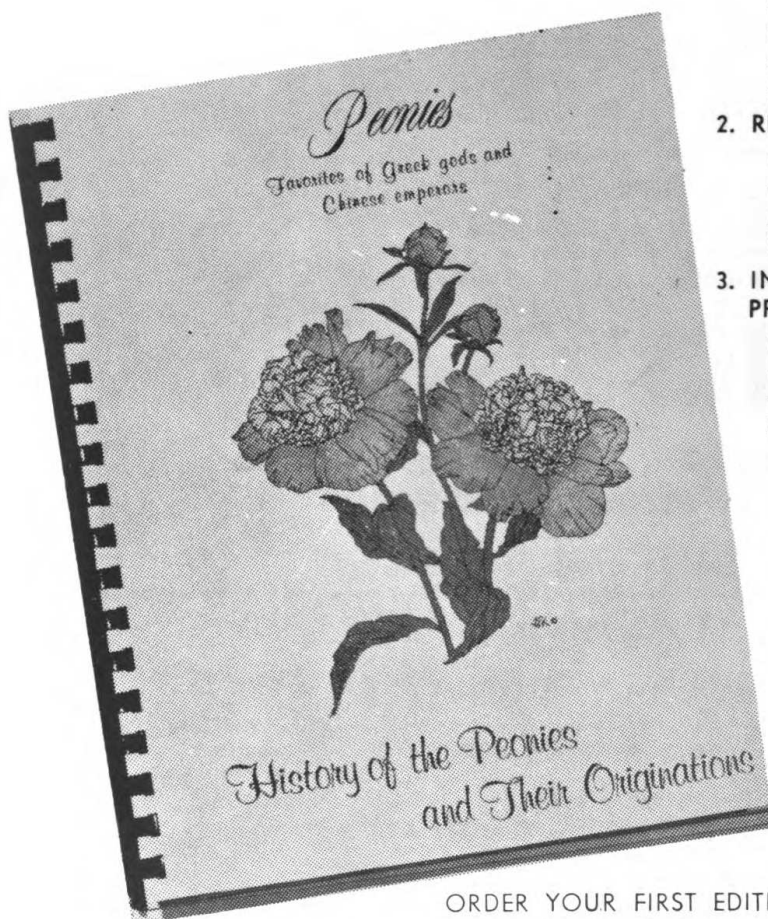 Peonies
Favorites of Greek gods and
Chinese emperors
History of the Peonies
and Their Originations
2. R
3. IN
PR
ORDER YOUR FIRST EDITI